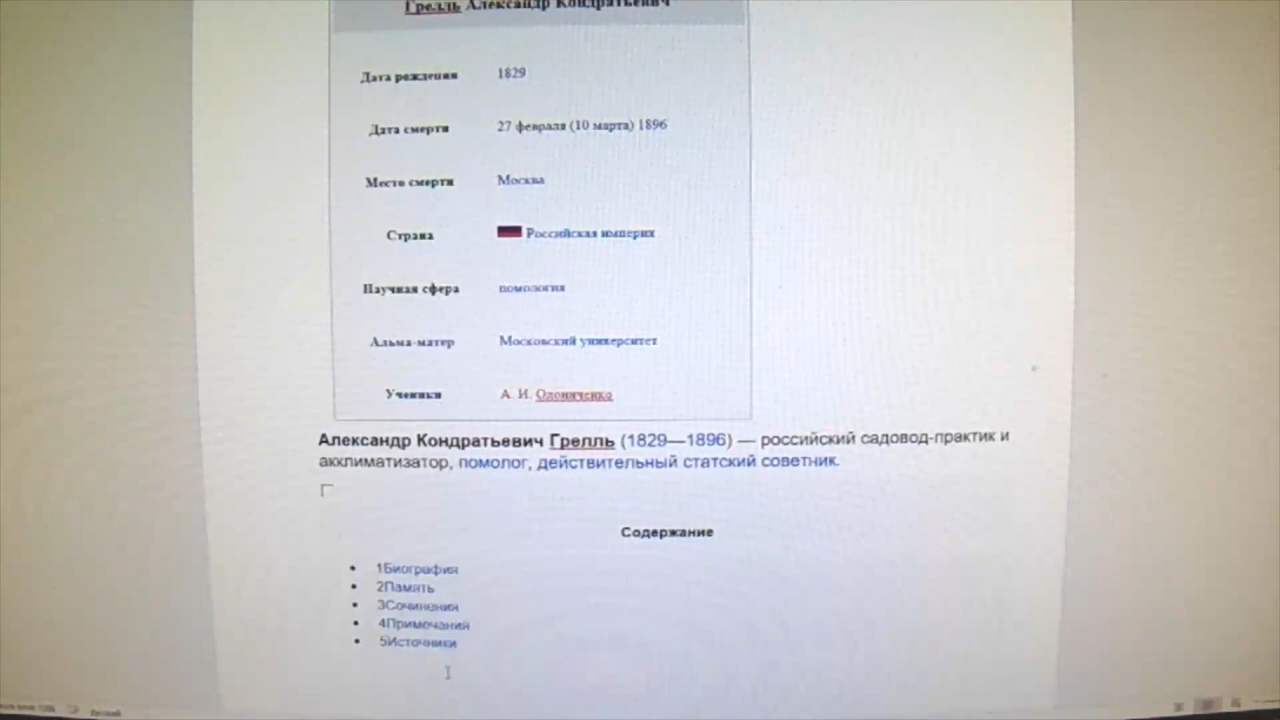 Грелль Александр Кондратьевич
Дата рождения 1829
Дата смерти 27 февраля (10 марта) 1896
Место смерти Москва
Страна Российская империя
Научная сфера помология
Альма-матер Московский университет
Ученики А. И. Олониченко
Александр Кондратьевич Грелль (1829—1896) — российский садовод-практик и
акклиматизатор, помолог, действительный статский советник.
Содержание
1Биография
2Память
3Сочинения
4Примечания
5Источники
Русский